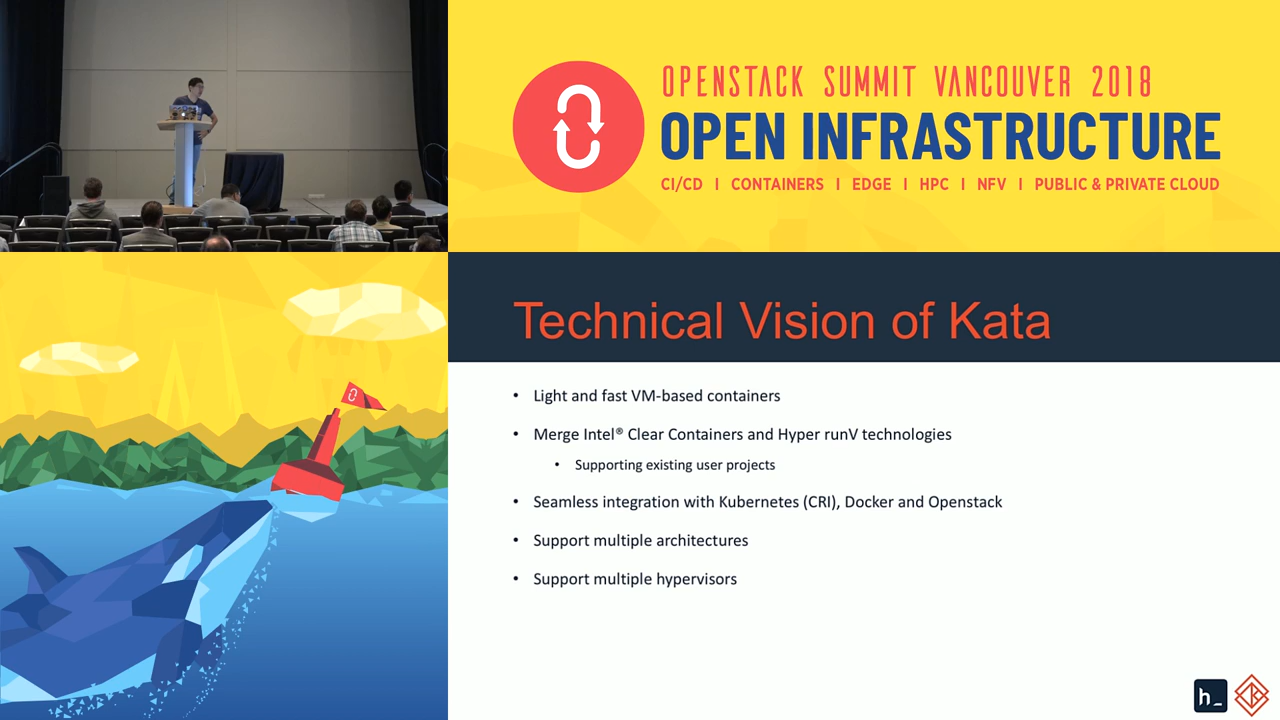 OPENSTACK SUMMIT VANCOUVER 2018
OPEN INFRASTRUCTURE
CI/CD | CONTAINERS | EDGE | HPC | NFV | PUBLIC & PRIVATE CLOUD
Technical Vision of Kata
• Light and fast VM-based containers
• Merge Intel® Clear Containers and Hyper runV technologies
• Supporting existing user projects
• Seamless integration with Kubernetes (CRI), Docker and Openstack
• Support multiple architectures
• Support multiple hypervisors
h_